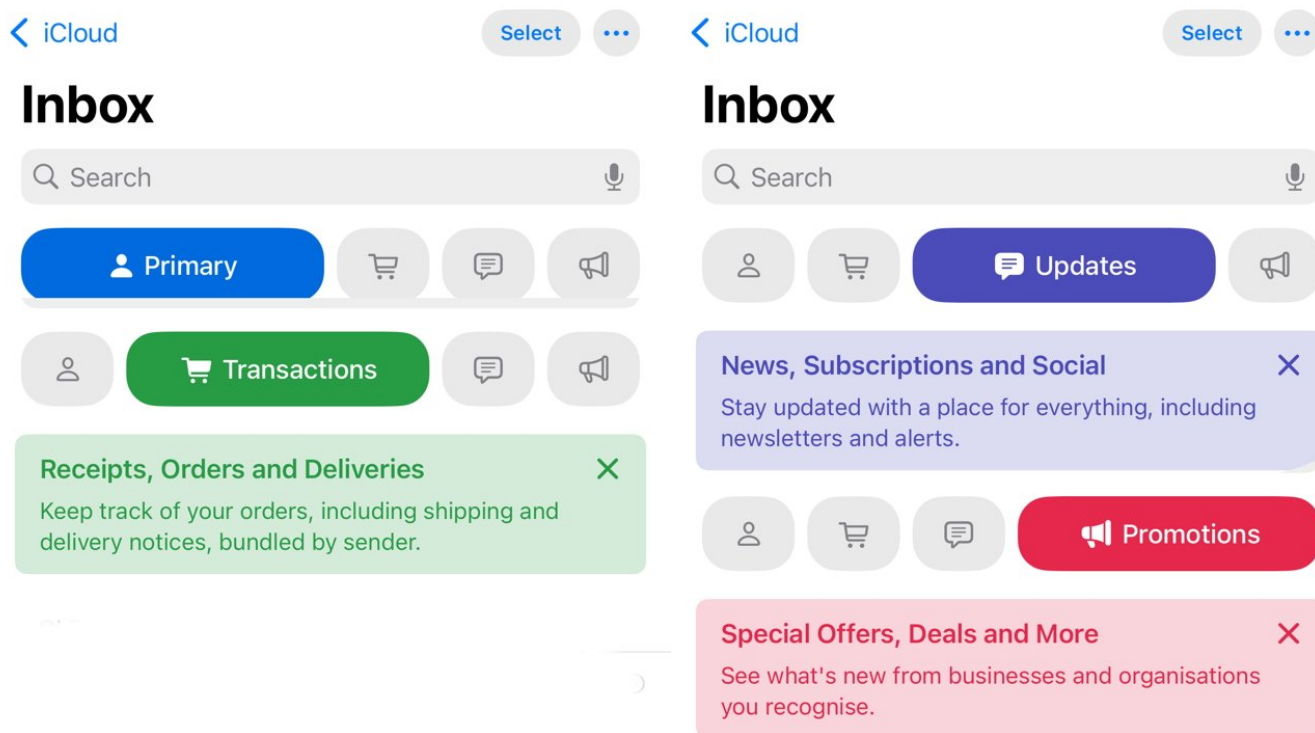 iCloud
Select
Inbox
Search
Primary
Transactions
Receipts, Orders and Deliveries
Keep track of your orders, including shipping and
delivery notices, bundled by sender.
iCloud
Select
Inbox
Search
Updates
News, Subscriptions and Social
Stay updated with a place for everything, including
newsletters and alerts.
Promotions
Special Offers, Deals and More
See what's new from businesses and organisations
you recognise.